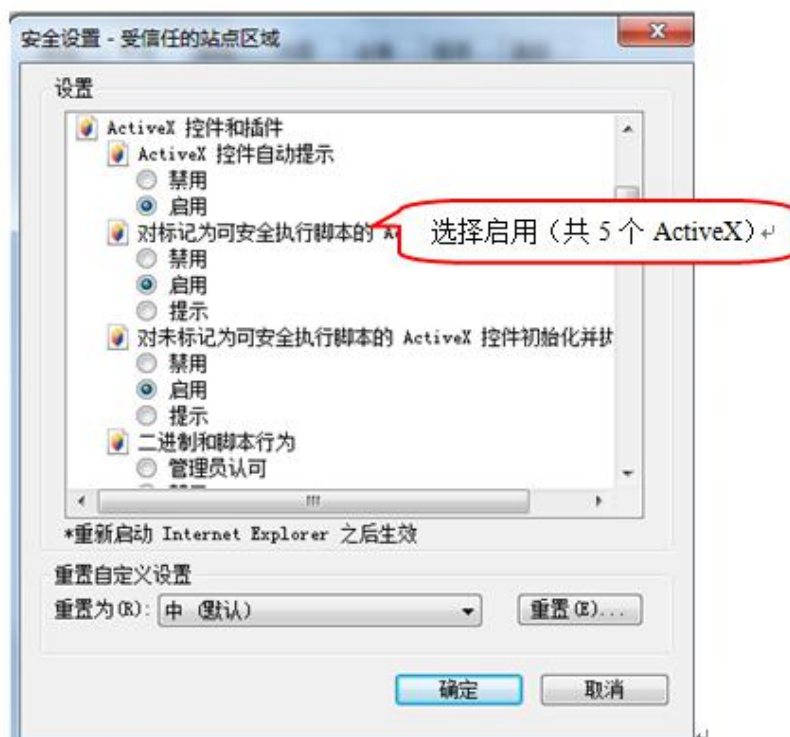 安全设置 - 受信任的站点区域
设置
ActiveX 控件和插件
ActiveX 控件自动提示
禁用
启用
对标记为可安全执行脚本的
选择启用（共 5 个 ActiveX）
禁用
启用
提示
对未标记为可安全执行脚本的 ActiveX 控件初始化并执
禁用
启用
提示
二进制和脚本行为
管理员认可
*重新启动 Internet Explorer 之后生效
重置自定义设置
重置为(R): 中 (默认) 重置(E)...
确定 取消